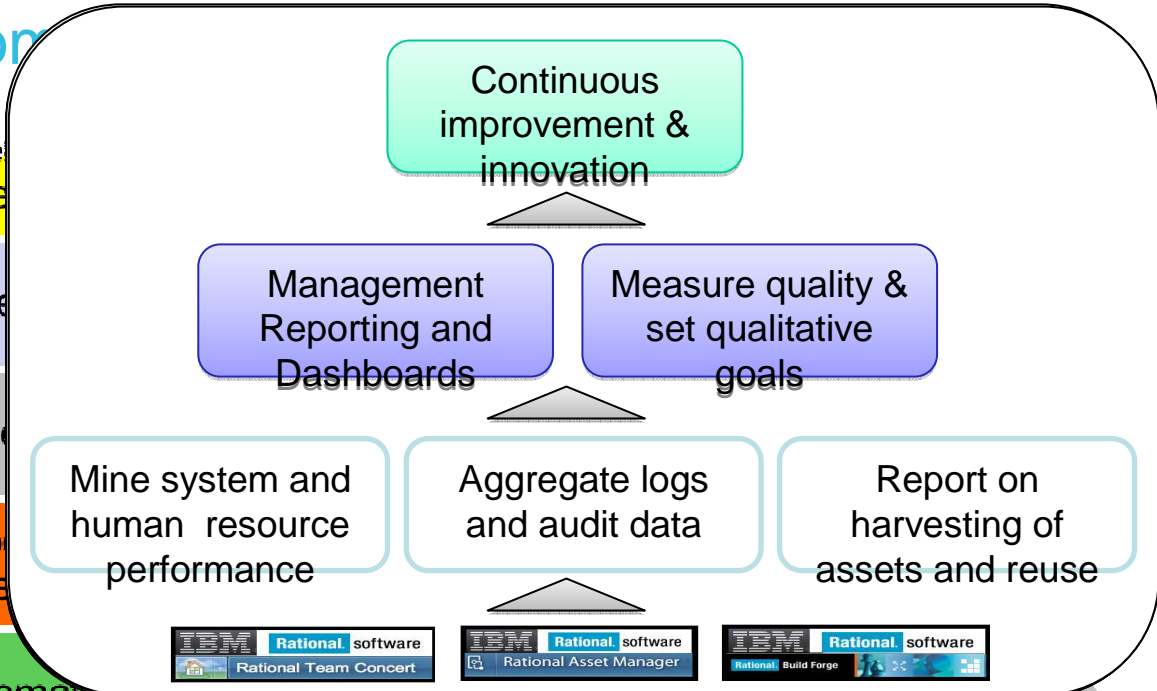 Continuous
improvement &
innovation
Management
Reporting and
Dashboards
Measure quality &
set qualitative
goals
Mine system and
human resource
performance
Aggregate logs
and audit data
Report on
harvesting of
assets and reuse
IBM Rational. software
Rational Team Concert
IBM Rational. software
Rational Asset Manager
IBM Rational. software
Rational. Build Forge